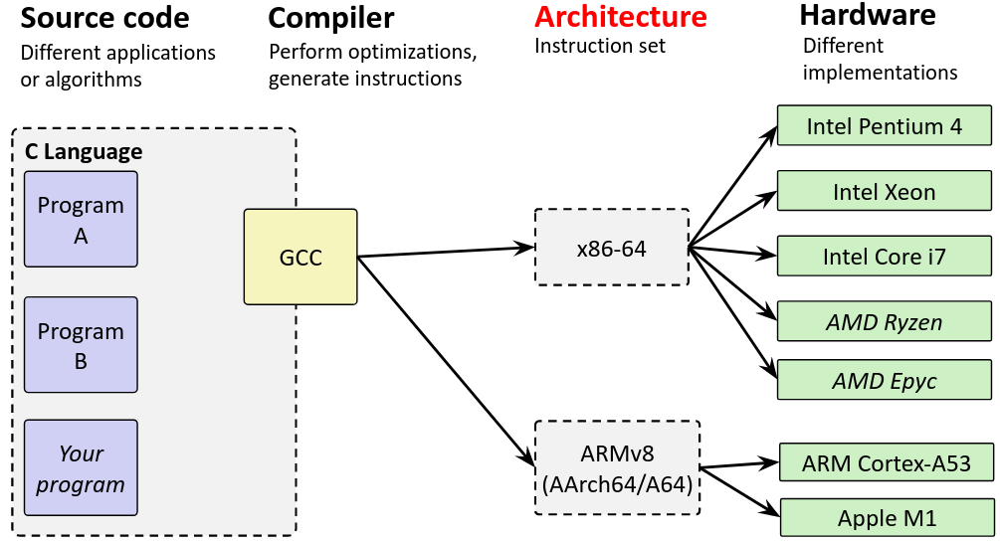 Source code
Different applications
or algorithms
Compiler
Perform optimizations,
generate instructions
Architecture
Instruction set
Hardware
Different
implementations
C Language
Program
A
Program
B
Your
program
GCC
x86-64
ARMv8
(AArch64/A64)
Intel Pentium 4
Intel Xeon
Intel Core i7
AMD Ryzen
AMD Epyc
ARM Cortex-A53
Apple M1